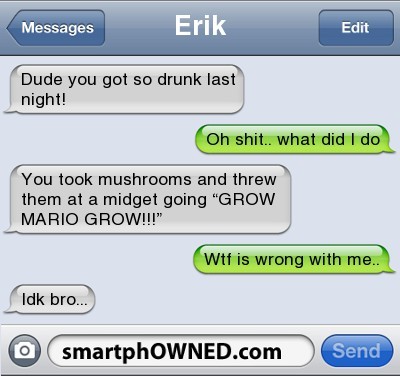 Messages
Erik
Edit
Dude you got so drunk last
night!
Oh shit.. what did I do
You took mushrooms and threw
them at a midget going “GROW
MARIO GROW!!!”
Wtf is wrong with me..
Idk bro...
smartphOWNED.com
Send